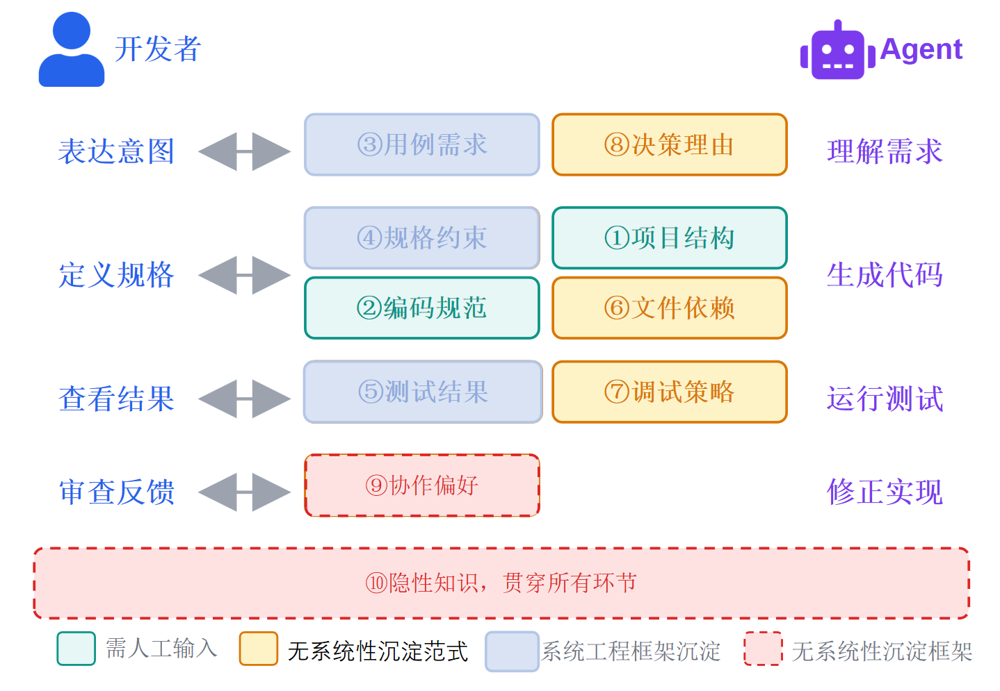 开发者
Agent
表达意图
③用例需求
⑧决策理由
理解需求
④规格约束
①项目结构
定义规格
生成代码
②编码规范
⑥文件依赖
查看结果
⑤测试结果
⑦调试策略
运行测试
审查反馈
⑨协作偏好
修正实现
⑩隐性知识，贯穿所有环节
需人工输入
无系统性沉淀范式
系统工程框架沉淀
无系统性沉淀框架